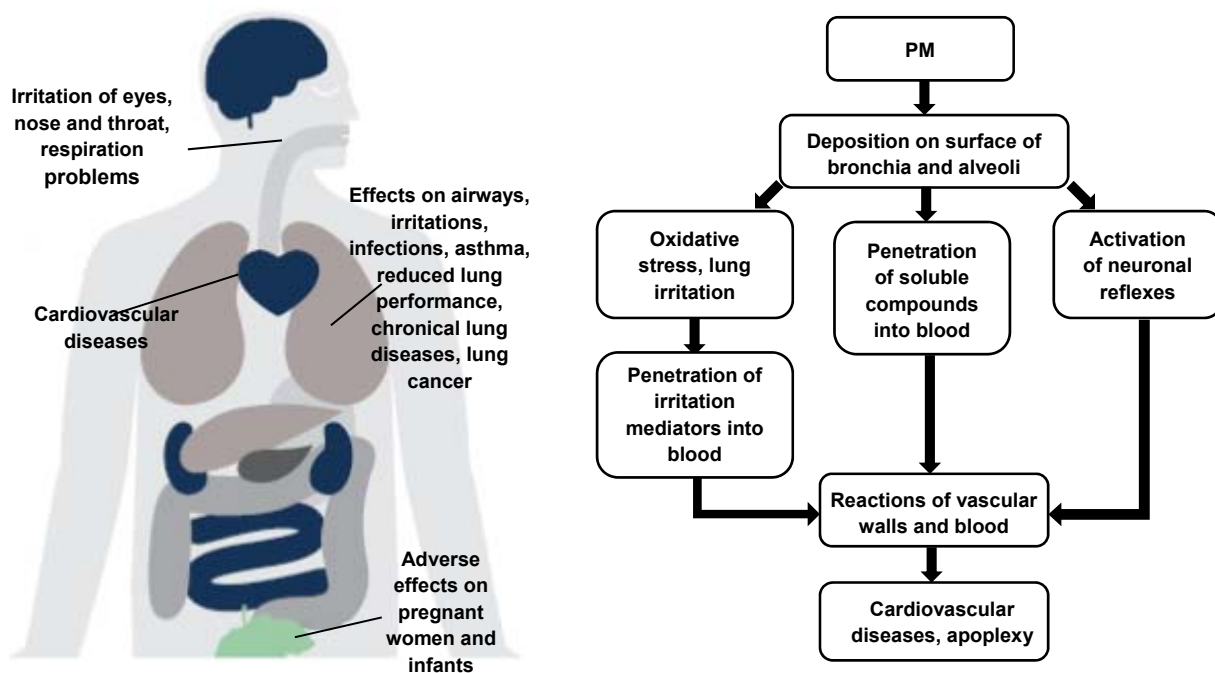 Irritation of eyes,
nose and throat,
respiration
problems
Effects on airways,
irritations,
infections, asthma,
reduced lung
performance,
chronical lung
diseases, lung
cancer
Cardiovascular
diseases
Adverse
effects on
pregnant
women and
infants
PM
Deposition on surface of
bronchia and alveoli
Oxidative
stress, lung
irritation
Penetration
of soluble
compounds
into blood
Activation
of neuronal
reflexes
Penetration of
irritation
mediators into
blood
Reactions of vascular
walls and blood
Cardiovascular
diseases, apoplexy